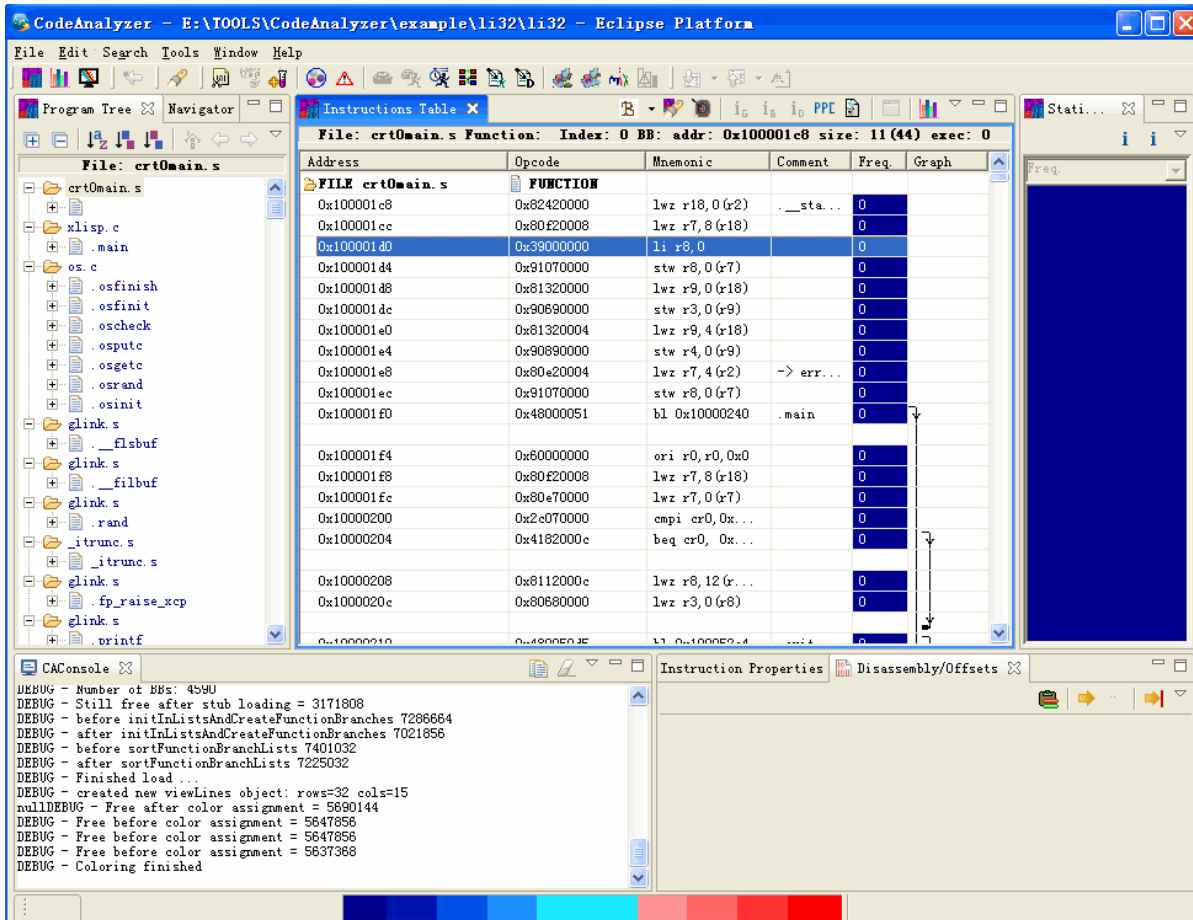 CodeAnalyzer - E:\TOOLS\CodeAnalyzer\example\li32\li32 - Eclipse Platform
File Edit Search Tools Window Help
Program Tree Navigator
File: crt0main.s
crt0main.s
xlisp.c
.main
os.c
.osfinish
.osfinit
.oscheck
.osputc
.osgetc
.osrand
.osinit
glink.s
.__flsbuf
glink.s
.__filbuf
glink.s
.rand
_itrunc.s
_itrunc.s
glink.s
.fp_raise_xcp
glink.s
.printf
Instructions Table
PPC
File: crt0main.s Function: Index: 0 BB: addr: 0x100001c8 size: 11(44) exec: 0
Address Opcode Mnemonic Comment Freq. Graph
FILE crt0main.s FUNCTION
0x100001c8 0x82420000 lwz r18,0(r2) .__sta... 0
0x100001cc 0x80f20008 lwz r7,8(r18) 0
0x100001d0 0x39000000 li r8,0 0
0x100001d4 0x91070000 stw r8,0(r7) 0
0x100001d8 0x81320000 lwz r9,0(r18) 0
0x100001dc 0x90690000 stw r3,0(r9) 0
0x100001e0 0x81320004 lwz r9,4(r18) 0
0x100001e4 0x90890000 stw r4,0(r9) 0
0x100001e8 0x80e20004 lwz r7,4(r2) -> err... 0
0x100001ec 0x91070000 stw r8,0(r7) 0
0x100001f0 0x48000051 bl 0x10000240 .main 0
0x100001f4 0x60000000 ori r0,r0,0x0 0
0x100001f8 0x80f20008 lwz r7,8(r18) 0
0x100001fc 0x80e70000 lwz r7,0(r7) 0
0x10000200 0x2c070000 cmpi cr0,0x... 0
0x10000204 0x4182000c beq cr0, 0x... 0
0x10000208 0x8112000c lwz r8,12(r... 0
0x1000020c 0x80680000 lwz r3,0(r8) 0
Stati...
Freq.
CAConsole
DEBUG - Number of BBs: 4590
DEBUG - Still free after stub loading = 3171808
DEBUG - before initInListsAndCreateFunctionBranches 7286664
DEBUG - after initInListsAndCreateFunctionBranches 7021856
DEBUG - before sortFunctionBranchLists 7401032
DEBUG - after sortFunctionBranchLists 7225032
DEBUG - Finished load ...
DEBUG - created new viewLines object: rows=32 cols=15
nullDEBUG - Free after color assignment = 5690144
DEBUG - Free before color assignment = 5647856
DEBUG - Free before color assignment = 5647856
DEBUG - Free before color assignment = 5637368
DEBUG - Coloring finished
Instruction Properties Disassembly/Offsets